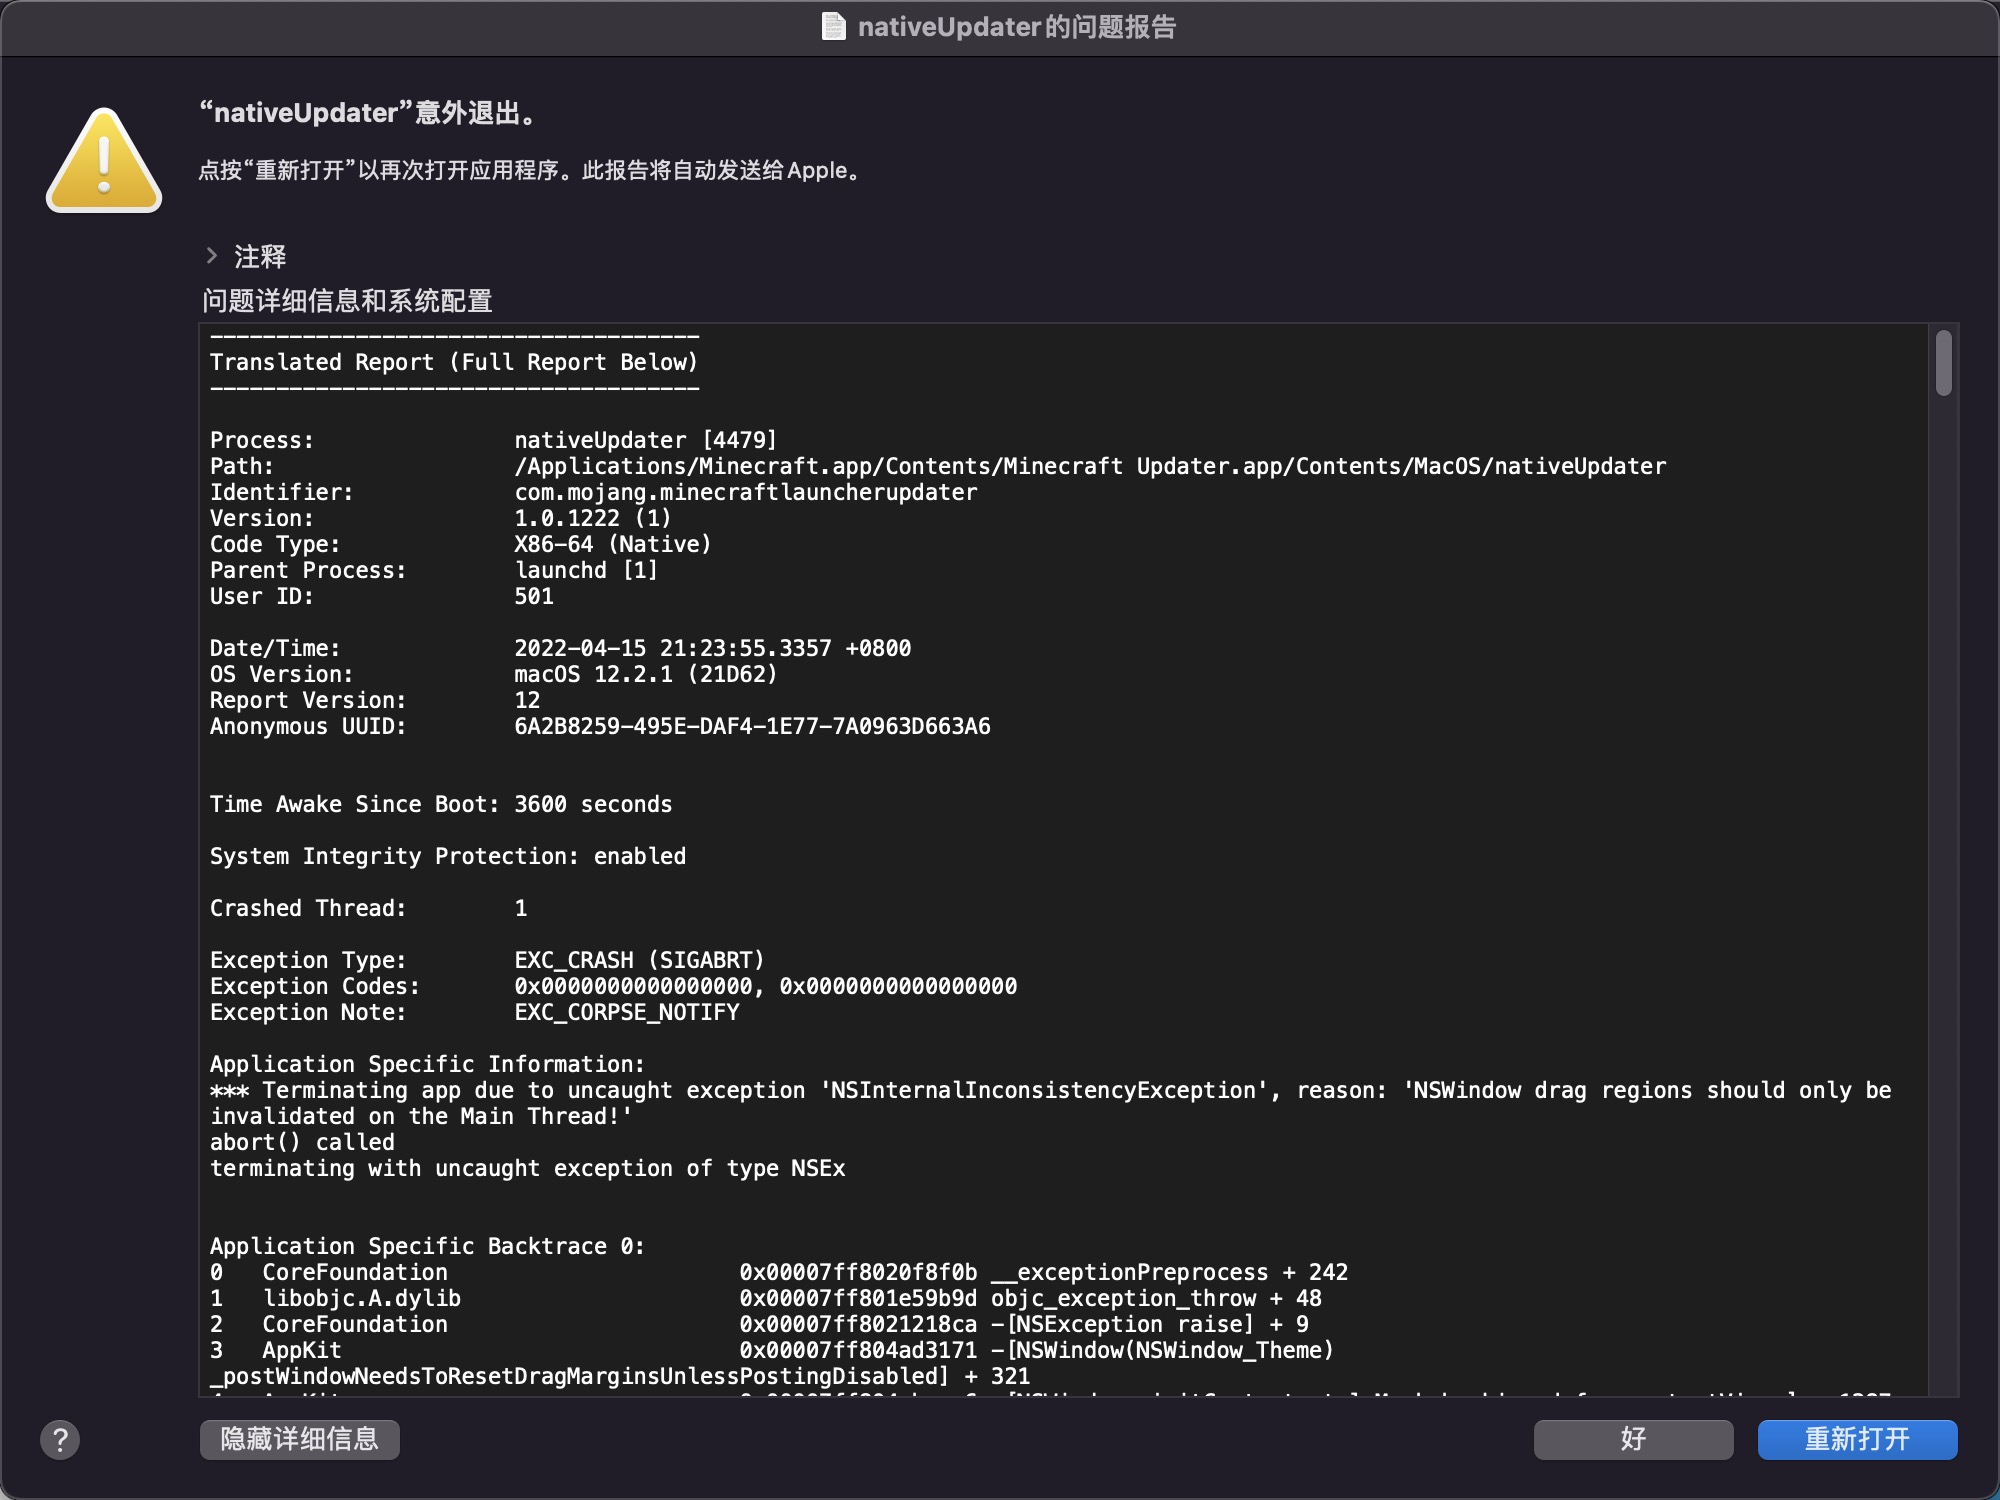 nativeUpdater的问题报告
“nativeUpdater”意外退出。
点按“重新打开”以再次打开应用程序。此报告将自动发送给Apple。
注释
问题详细信息和系统配置
-------------------------------------
Translated Report (Full Report Below)
-------------------------------------
Process: nativeUpdater [4479]
Path: /Applications/Minecraft.app/Contents/Minecraft Updater.app/Contents/MacOS/nativeUpdater
Identifier: com.mojang.minecraftlauncherupdater
Version: 1.0.1222 (1)
Code Type: X86-64 (Native)
Parent Process: launchd [1]
User ID: 501
Date/Time: 2022-04-15 21:23:55.3357 +0800
OS Version: macOS 12.2.1 (21D62)
Report Version: 12
Anonymous UUID: 6A2B8259-495E-DAF4-1E77-7A0963D663A6
Time Awake Since Boot: 3600 seconds
System Integrity Protection: enabled
Crashed Thread: 1
Exception Type: EXC_CRASH (SIGABRT)
Exception Codes: 0x0000000000000000, 0x0000000000000000
Exception Note: EXC_CORPSE_NOTIFY
Application Specific Information:
*** Terminating app due to uncaught exception 'NSInternalInconsistencyException', reason: 'NSWindow drag regions should only be
invalidated on the Main Thread!'
abort() called
terminating with uncaught exception of type NSEx
Application Specific Backtrace 0:
0 CoreFoundation 0x00007ff8020f8f0b __exceptionPreprocess + 242
1 libobjc.A.dylib 0x00007ff801e59b9d objc_exception_throw + 48
2 CoreFoundation 0x00007ff8021218ca -[NSException raise] + 9
3 AppKit 0x00007ff804ad3171 -[NSWindow(NSWindow_Theme)
_postWindowNeedsToResetDragMarginsUnlessPostingDisabled] + 321
?
隐藏详细信息
好
重新打开